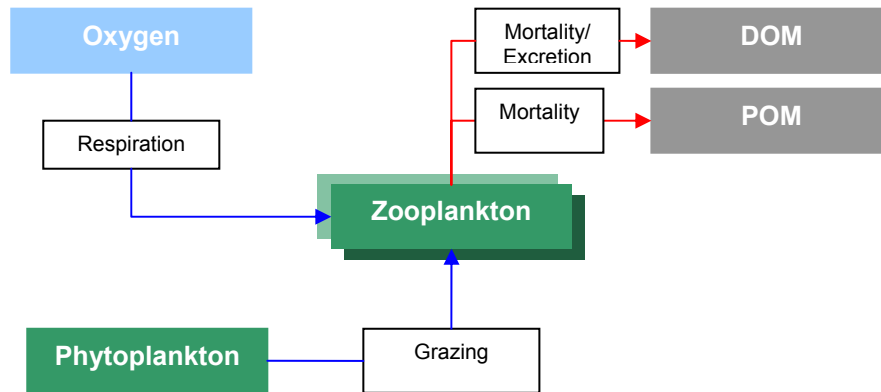 Oxygen
Mortality/
Excretion
DOM
Mortality
POM
Respiration
Zooplankton
Phytoplankton
Grazing